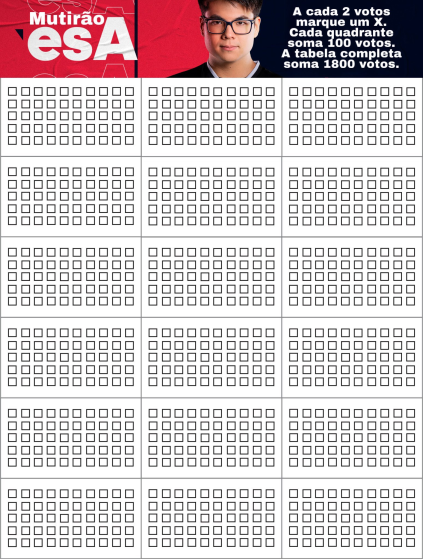 Mutirão
esA
A cada 2 votos
marque um X.
Cada quadrante
soma 100 votos.
A tabela completa
soma 1800 votos.